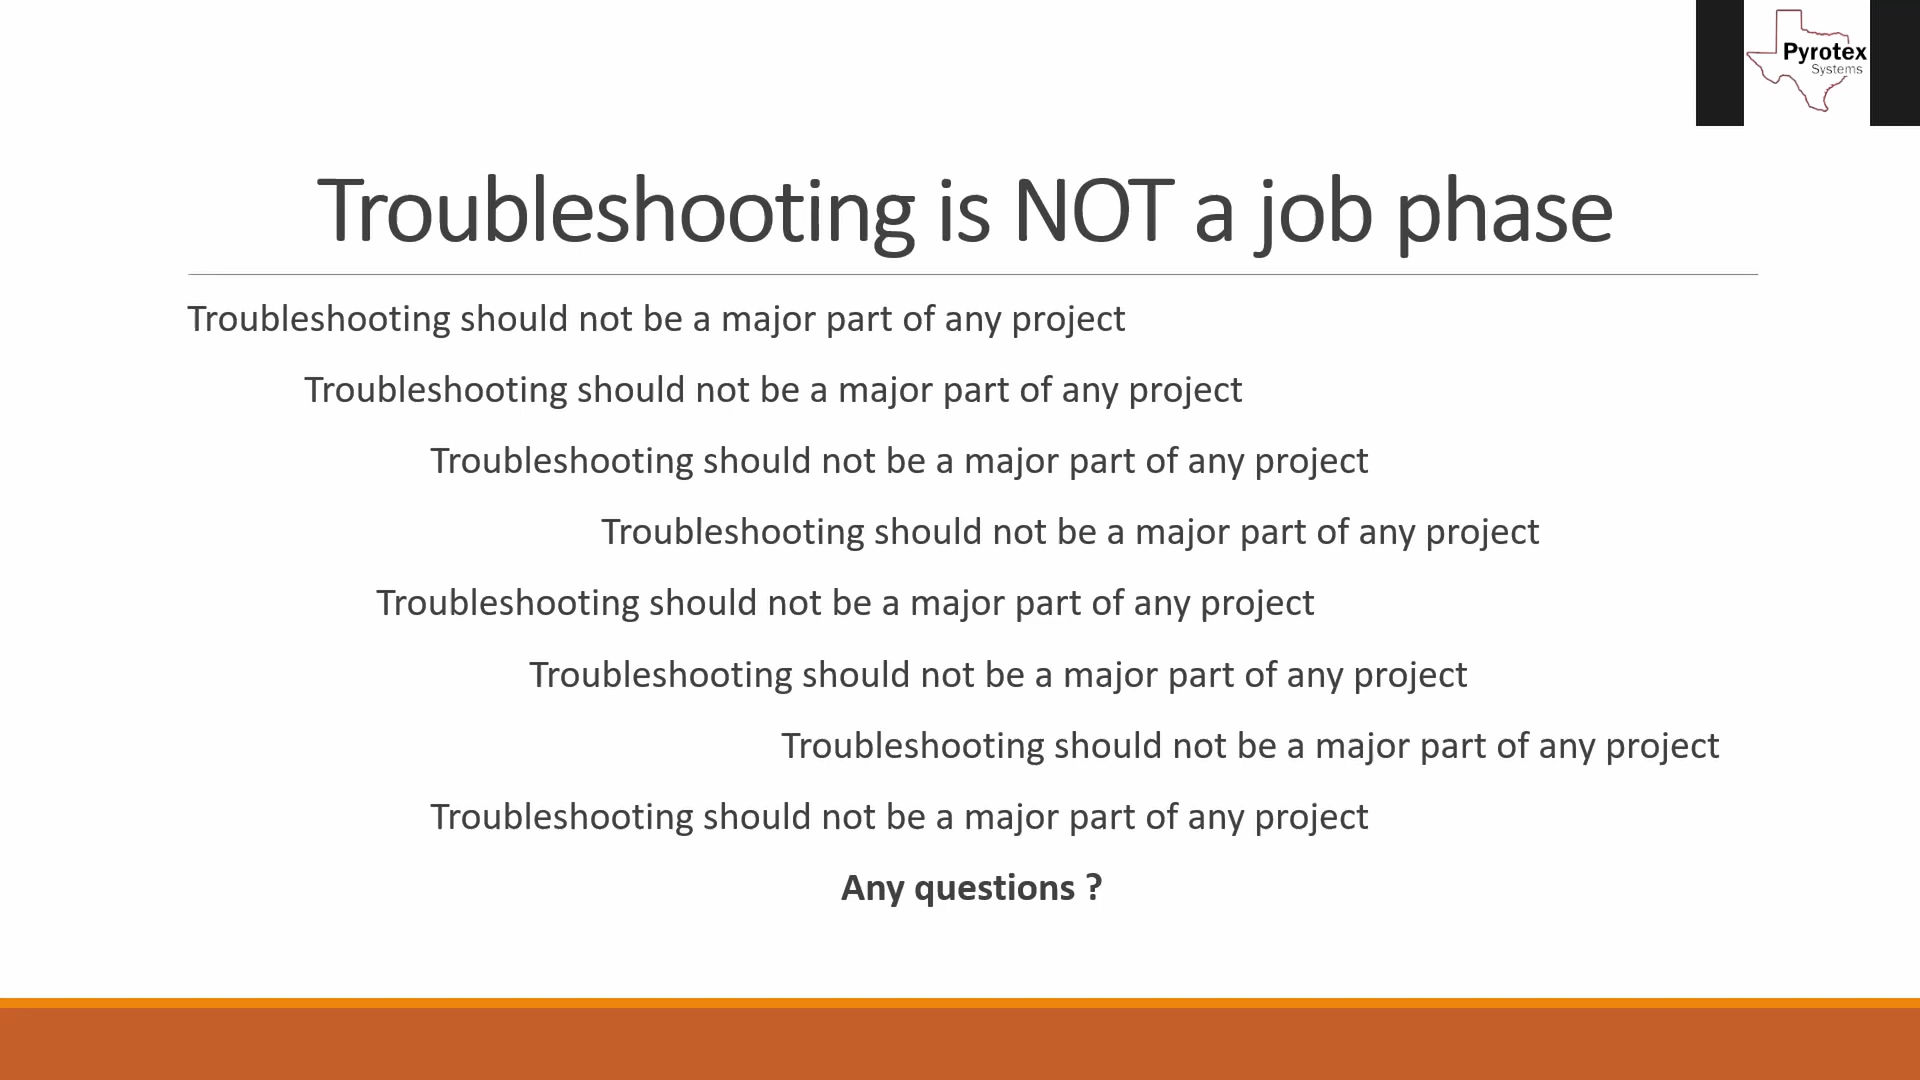 Pyrotex
Systems
Troubleshooting is NOT a job phase
Troubleshooting should not be a major part of any project
Troubleshooting should not be a major part of any project
Troubleshooting should not be a major part of any project
Troubleshooting should not be a major part of any project
Troubleshooting should not be a major part of any project
Troubleshooting should not be a major part of any project
Troubleshooting should not be a major part of any project
Troubleshooting should not be a major part of any project
Any questions ?